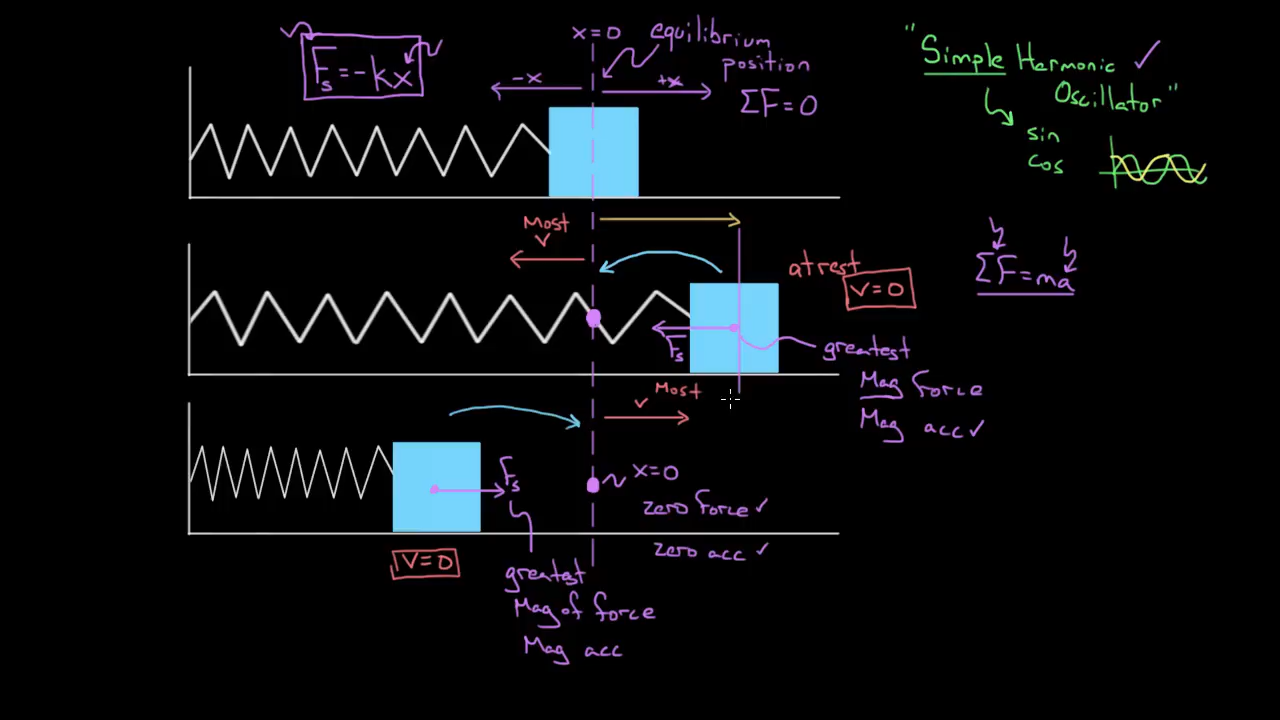 Fs = -kx
x=0
equilibrium
position
-x
+x
ΣF=0
"Simple Harmonic
Oscillator"
sin
cos
Most
v
at rest
v=0
ΣF=ma
Fs
greatest
Mag force
Mag acc
Most
v
Fs
x=0
zero force
zero acc
v=0
greatest
Mag of force
Mag acc